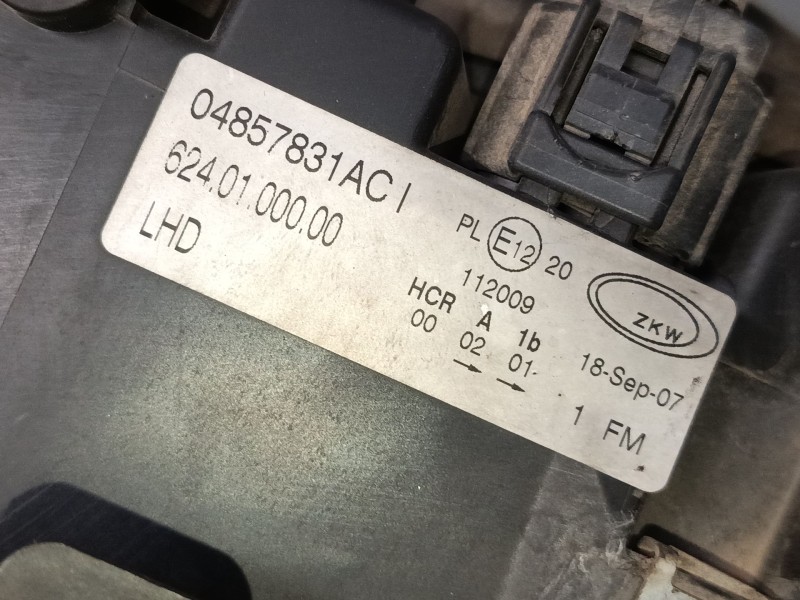 04857831AC I
624.01.000.00
LHD
PL E12 20
112009
HCR A 1b
00 02 01
ZKW
18-Sep-07
1 FM